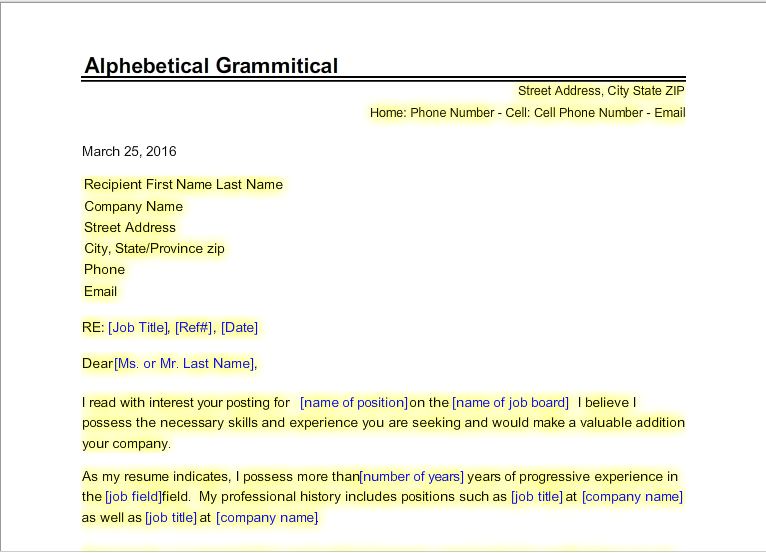 Alphebetical Grammitical
Street Address, City State ZIP
Home: Phone Number - Cell: Cell Phone Number - Email
March 25, 2016
Recipient First Name Last Name
Company Name
Street Address
City, State/Province zip
Phone
Email
RE: [Job Title], [Ref#], [Date]
Dear[Ms. or Mr. Last Name],
I read with interest your posting for [name of position]on the [name of job board] I believe I
possess the necessary skills and experience you are seeking and would make a valuable addition
your company.
As my resume indicates, I possess more than[number of years] years of progressive experience in
the [job field]field. My professional history includes positions such as [job title] at [company name]
as well as [job title] at [company name].